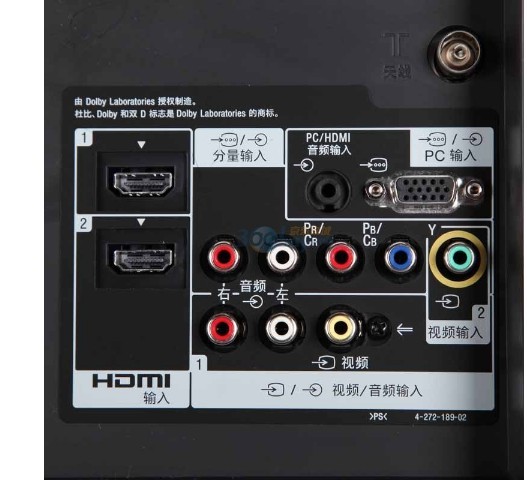 天线
由 Dolby Laboratories 授权制造。
杜比、Dolby 和双 D 标志是 Dolby Laboratories 的商标。
1
分量输入
PC/HDMI
音频输入
PC 输入
2
PR/
CR
PB/
CB
Y
右-音频-左
2
视频输入
1
视频
HDMI
输入
视频/音频输入
>PS<
4-272-189-02